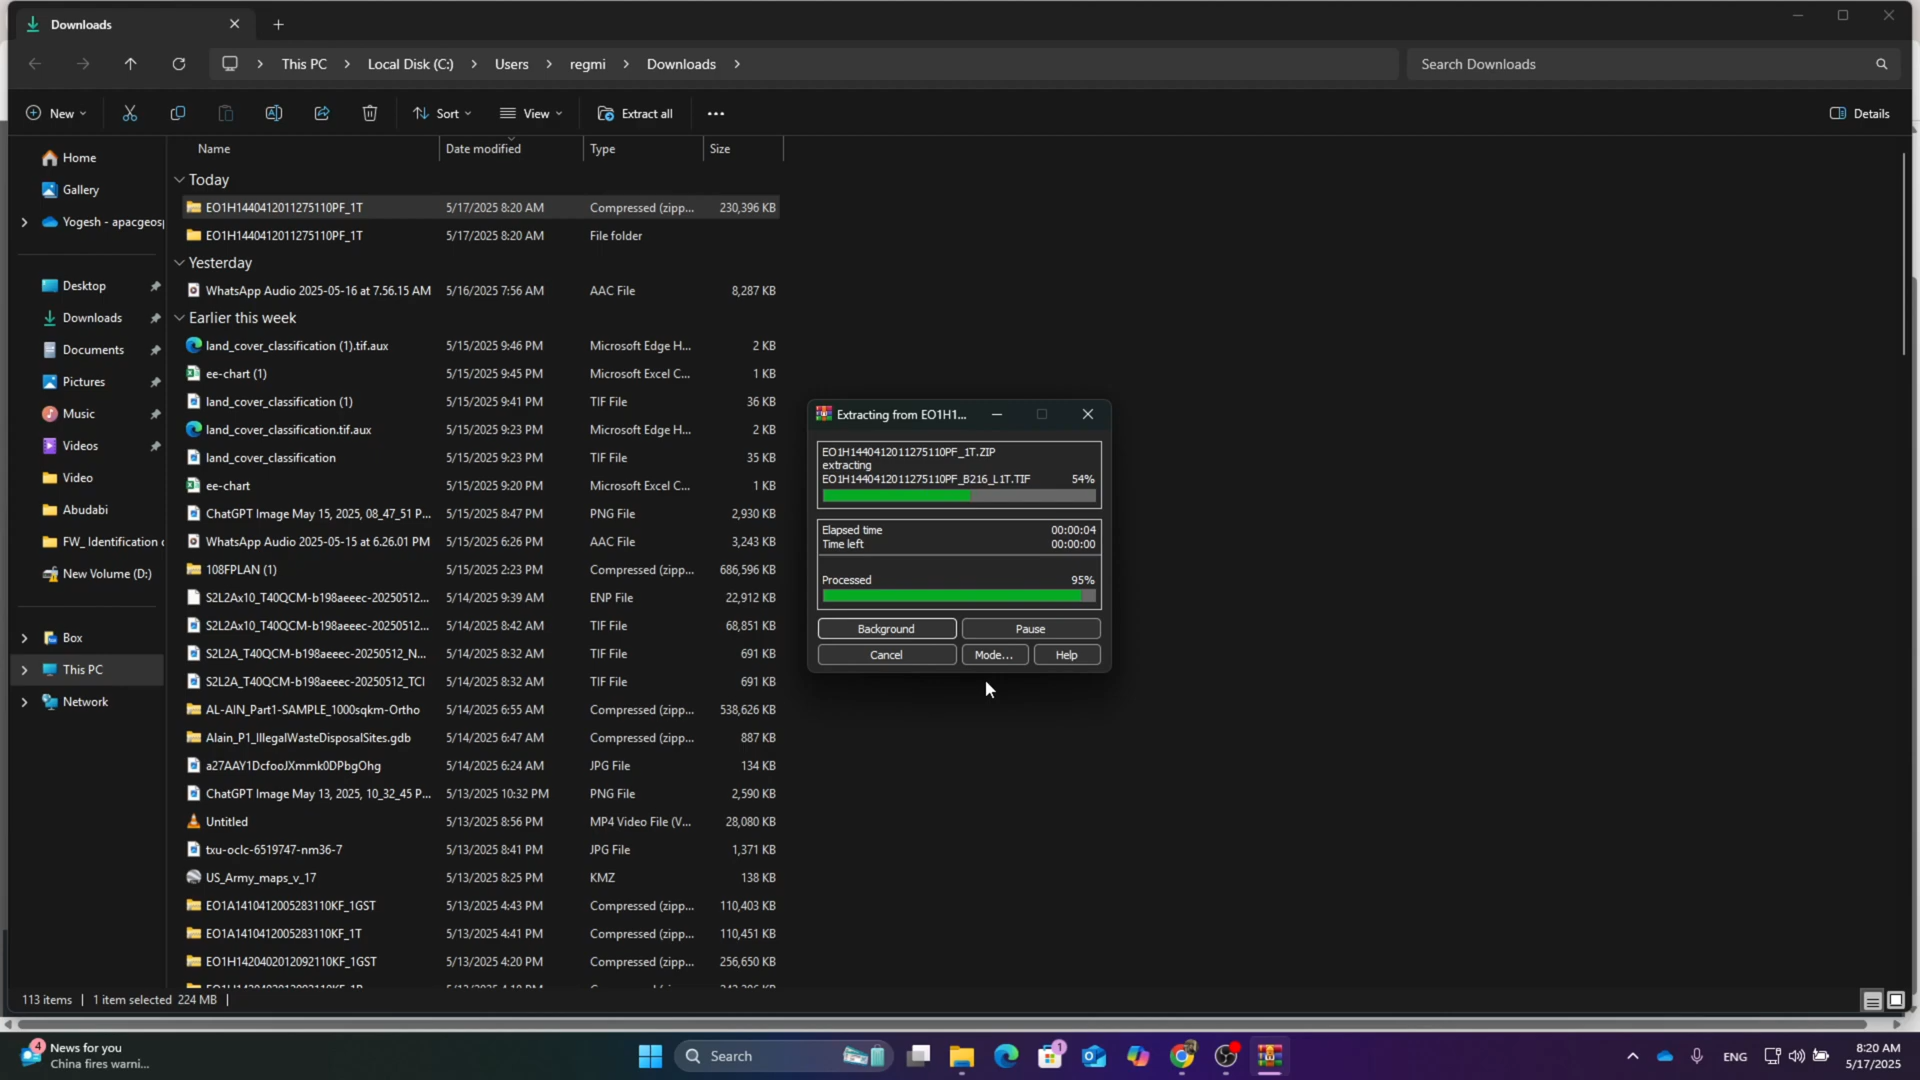 Downloads
This PC
Local Disk (C:)
Users
regmi
Downloads
Search Downloads
New
Sort
View
Extract all
Details
Name
Date modified
Type
Size
Home
Gallery
Yogesh - apacgeosp
Desktop
Downloads
Documents
Pictures
Music
Videos
Video
Abudabi
FW_ Identification
New Volume (D:)
Box
This PC
Network
Today
EO1H1440412011275110PF_1T 5/17/2025 8:20 AM Compressed (zipp... 230,396 KB
EO1H1440412011275110PF_1T 5/17/2025 8:20 AM File folder
Yesterday
WhatsApp Audio 2025-05-16 at 7.56.15 AM 5/16/2025 7:56 AM AAC File 8,287 KB
Earlier this week
land_cover_classification (1).tif.aux 5/15/2025 9:46 PM Microsoft Edge H... 2 KB
ee-chart (1) 5/15/2025 9:45 PM Microsoft Excel C... 1 KB
land_cover_classification (1) 5/15/2025 9:41 PM TIF File 36 KB
land_cover_classification.tif.aux 5/15/2025 9:23 PM Microsoft Edge H... 2 KB
land_cover_classification 5/15/2025 9:23 PM TIF File 35 KB
ee-chart 5/15/2025 9:20 PM Microsoft Excel C... 1 KB
ChatGPT Image May 15, 2025, 08_47_51 P... 5/15/2025 8:47 PM PNG File 2,930 KB
WhatsApp Audio 2025-05-15 at 6.26.01 PM 5/15/2025 6:26 PM AAC File 3,243 KB
108FPLAN (1) 5/15/2025 2:23 PM Compressed (zipp... 686,596 KB
S2L2Ax10_T40QCM-b198aeeec-20250512... 5/14/2025 9:39 AM ENP File 22,912 KB
S2L2Ax10_T40QCM-b198aeeec-20250512... 5/14/2025 8:42 AM TIF File 68,851 KB
S2L2A_T40QCM-b198aeeec-20250512_N... 5/14/2025 8:32 AM TIF File 691 KB
S2L2A_T40QCM-b198aeeec-20250512_TCI 5/14/2025 8:32 AM TIF File 691 KB
AL-AIN_Part1-SAMPLE_1000sqkm-Ortho 5/14/2025 6:55 AM Compressed (zipp... 538,626 KB
Alain_P1_IllegalWasteDisposalSites.gdb 5/14/2025 6:47 AM Compressed (zipp... 887 KB
a27AAY1DcfooJXmmk0DPbgOhg 5/14/2025 6:24 AM JPG File 134 KB
ChatGPT Image May 13, 2025, 10_32_45 P... 5/13/2025 10:32 PM PNG File 2,590 KB
Untitled 5/13/2025 8:56 PM MP4 Video File (V... 28,080 KB
txu-oclc-6519747-nm36-7 5/13/2025 8:41 PM JPG File 1,371 KB
US_Army_maps_v_17 5/13/2025 8:25 PM KMZ 138 KB
EO1A1410412005283110KF_1GST 5/13/2025 4:43 PM Compressed (zipp... 110,403 KB
EO1A1410412005283110KF_1T 5/13/2025 4:41 PM Compressed (zipp... 110,451 KB
EO1H1420402012092110KF_1GST 5/13/2025 4:20 PM Compressed (zipp... 256,650 KB
Extracting from EO1H1...
EO1H1440412011275110PF_1T.ZIP
extracting
EO1H1440412011275110PF_B216_L1T.TIF 54%
Elapsed time 00:00:04
Time left 00:00:00
Processed 95%
Background
Pause
Cancel
Mode...
Help
113 items
1 item selected 224 MB
4
News for you
China fires warni...
Search
1
ENG
8:20 AM
5/17/2025